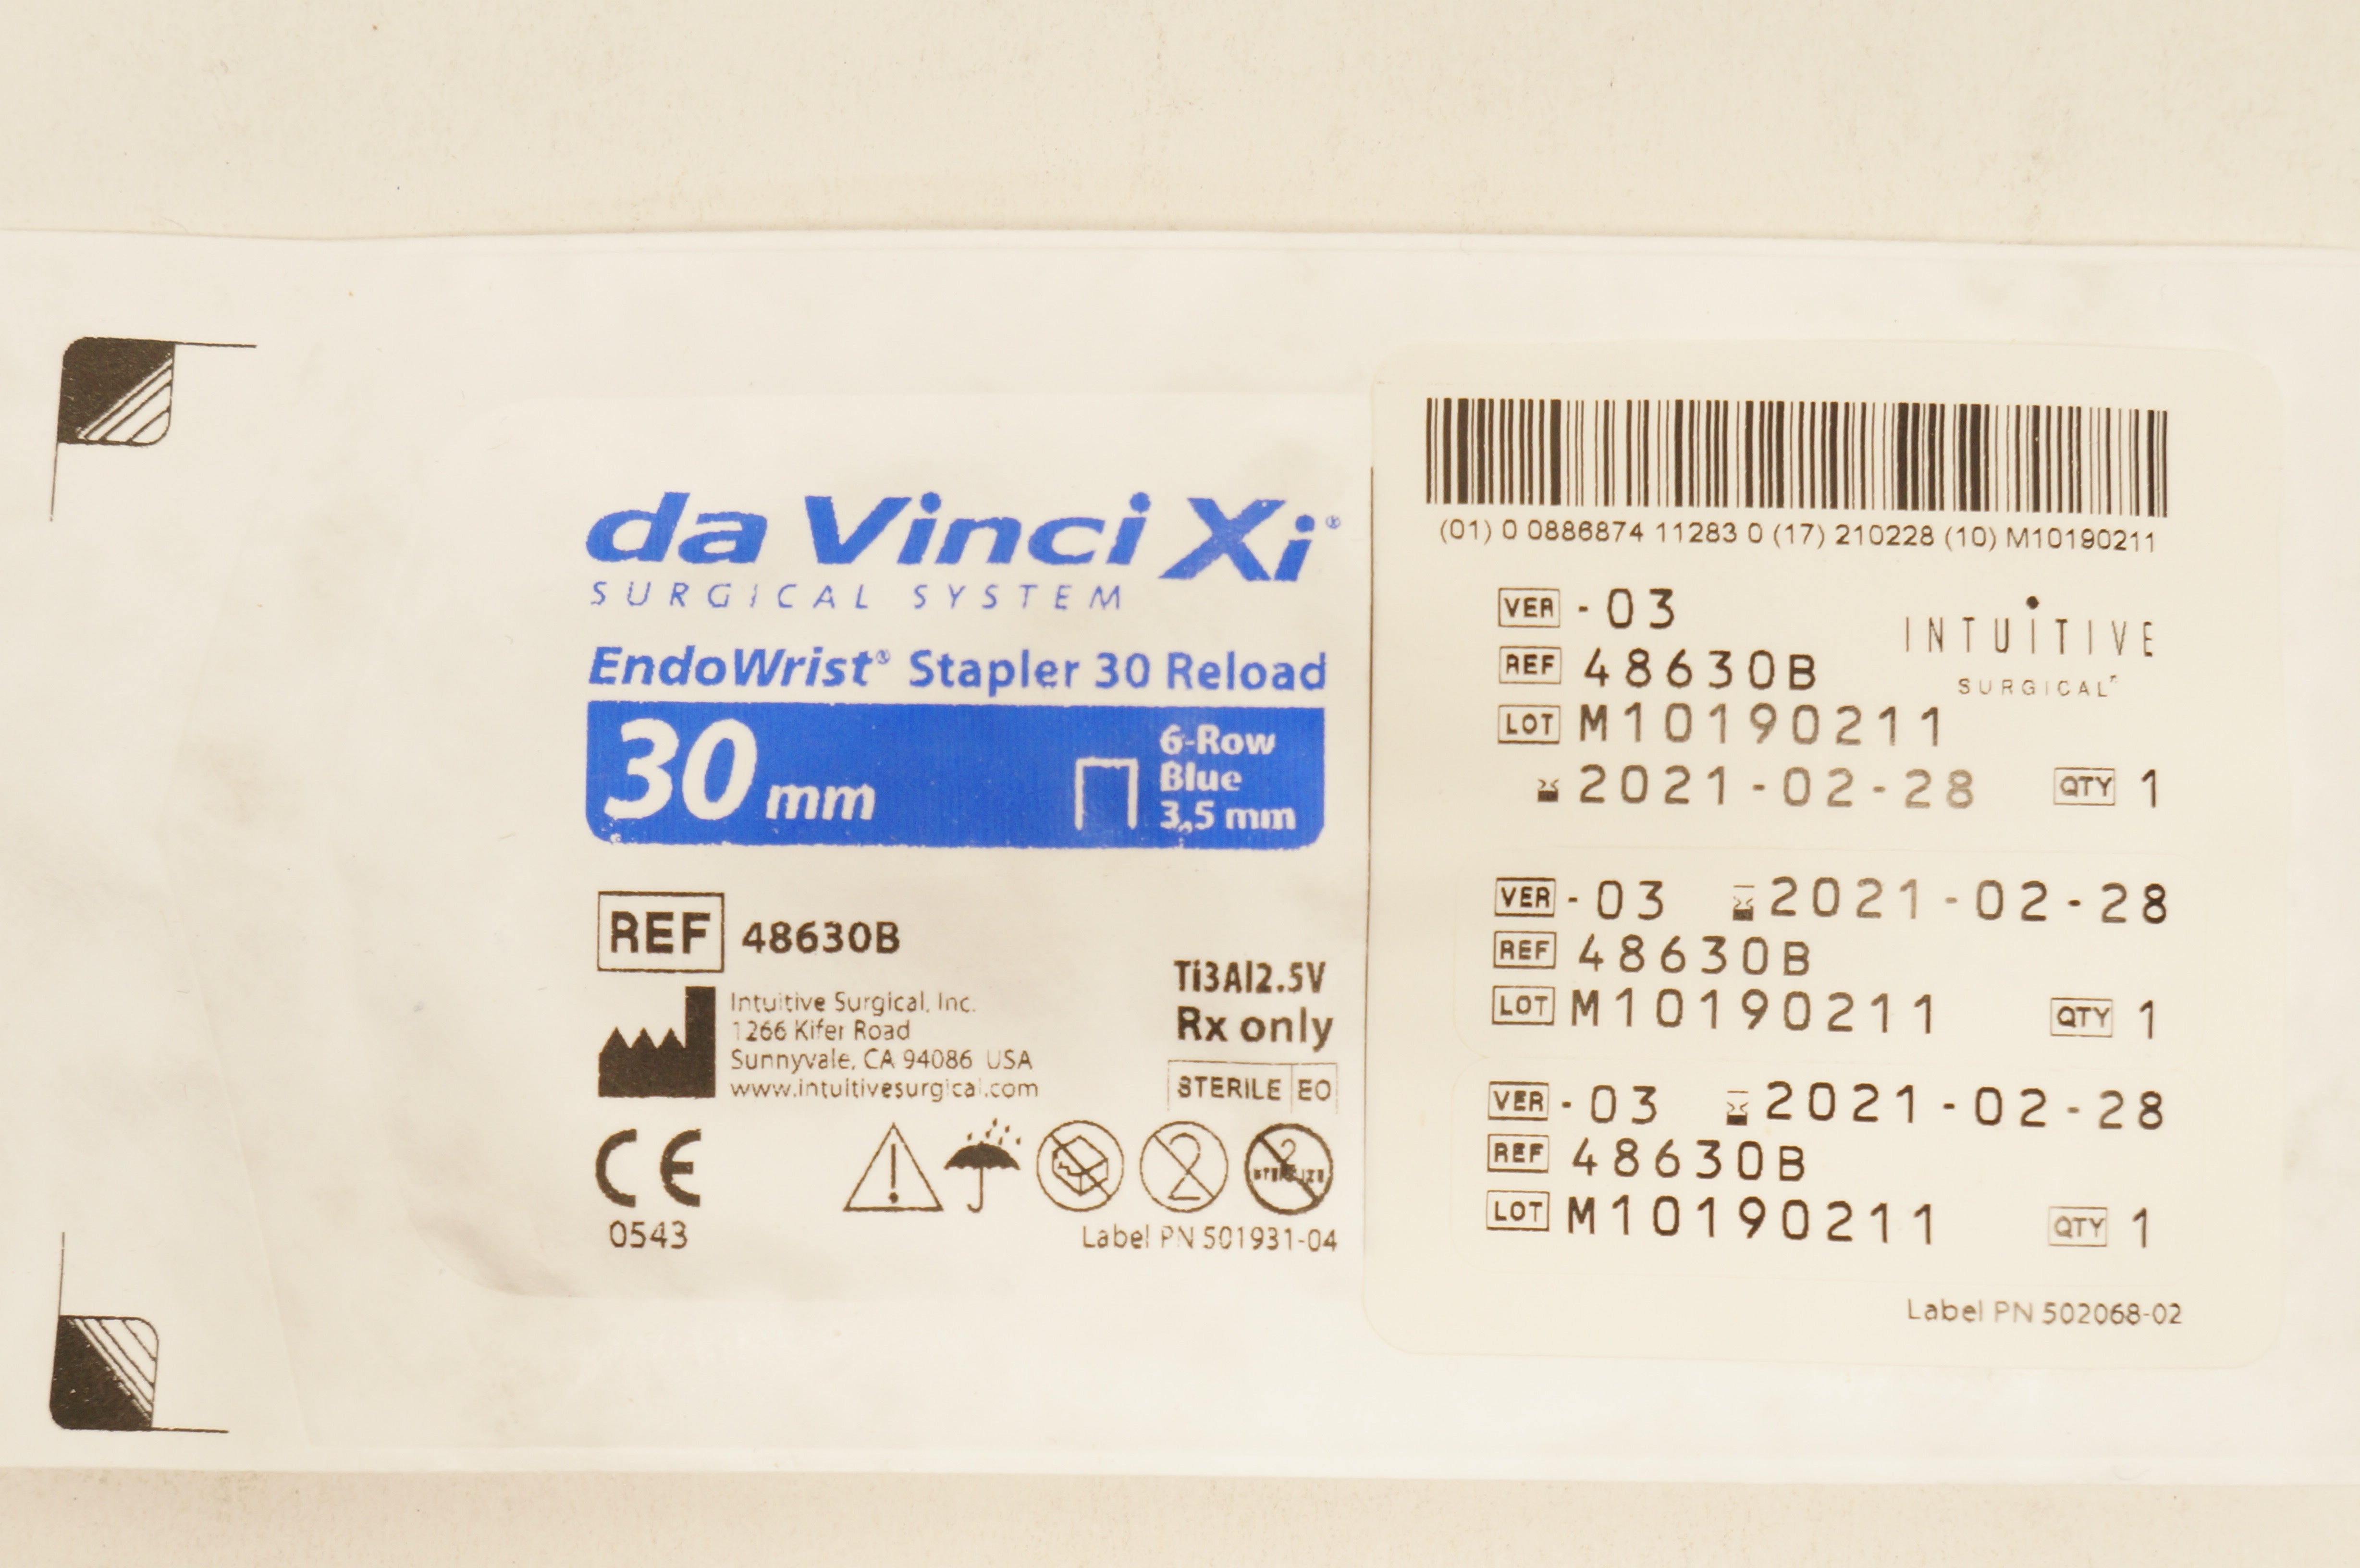 da Vinci Xi®
SURGICAL SYSTEM
EndoWrist® Stapler 30 Reload
30 mm
6-Row
Blue
3,5 mm
REF 48630B
Intuitive Surgical, Inc.
1266 Kifer Road
Sunnyvale, CA 94086 USA
www.intuitivesurgical.com
Ti3Al2.5V
Rx only
STERILE EO
CE
0543
2
2
STERILIZE
Label PN 501931-04
(01) 0 0886874 11283 0 (17) 210228 (10) M10190211
VER -03
INTUITIVE
SURGICAL®
REF 48630B
LOT M10190211
2021-02-28 QTY 1
VER -03 2021-02-28
REF 48630B
LOT M10190211 QTY 1
VER -03 2021-02-28
REF 48630B
LOT M10190211 QTY 1
Label PN 502068-02